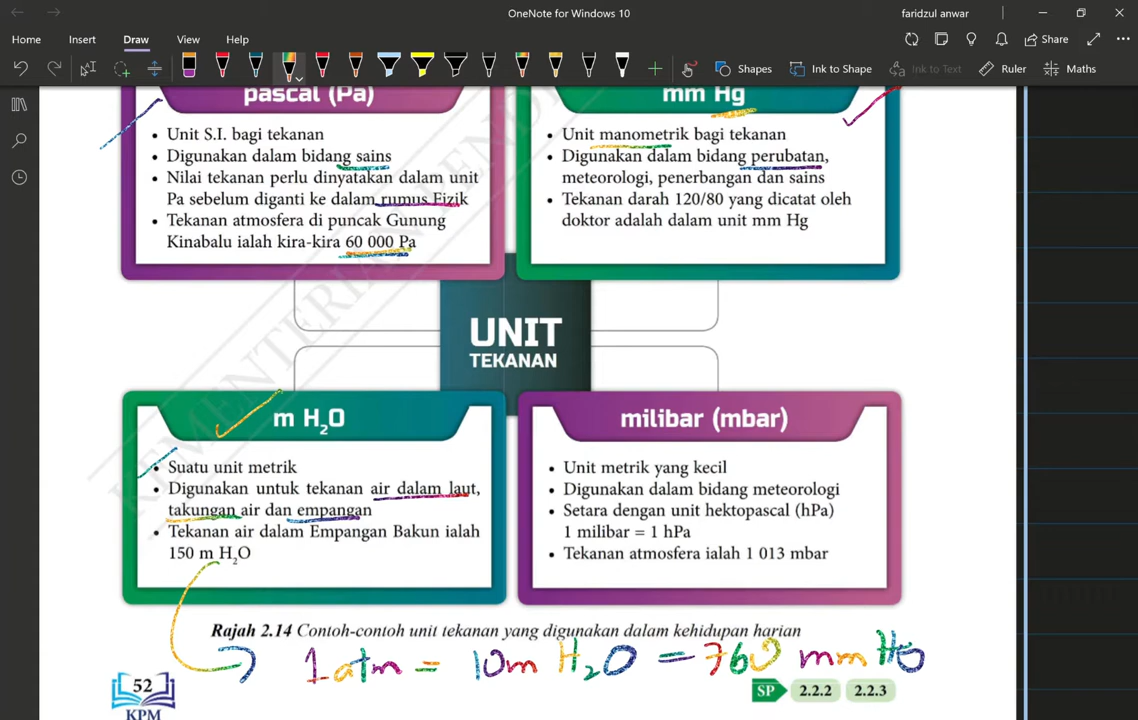 OneNote for Windows 10
faridzul anwar
Home Insert Draw View Help
Share
Shapes
Ink to Shape
Ink to Text
Ruler
Maths
pascal (Pa)
• Unit S.I. bagi tekanan
• Digunakan dalam bidang sains
• Nilai tekanan perlu dinyatakan dalam unit
Pa sebelum diganti ke dalam rumus Fizik
• Tekanan atmosfera di puncak Gunung
Kinabalu ialah kira-kira 60 000 Pa
mm Hg
• Unit manometrik bagi tekanan
• Digunakan dalam bidang perubatan,
meteorologi, penerbangan dan sains
• Tekanan darah 120/80 yang dicatat oleh
doktor adalah dalam unit mm Hg
UNIT
TEKANAN
m H₂O
• Suatu unit metrik
• Digunakan untuk tekanan air dalam laut,
takungan air dan empangan
• Tekanan air dalam Empangan Bakun ialah
150 m H₂O
milibar (mbar)
• Unit metrik yang kecil
• Digunakan dalam bidang meteorologi
• Setara dengan unit hektopascal (hPa)
1 milibar = 1 hPa
• Tekanan atmosfera ialah 1 013 mbar
Rajah 2.14 Contoh-contoh unit tekanan yang digunakan dalam kehidupan harian
1 atm = 10m H₂O = 760 mm Hg
52
KPM
SP 2.2.2 2.2.3